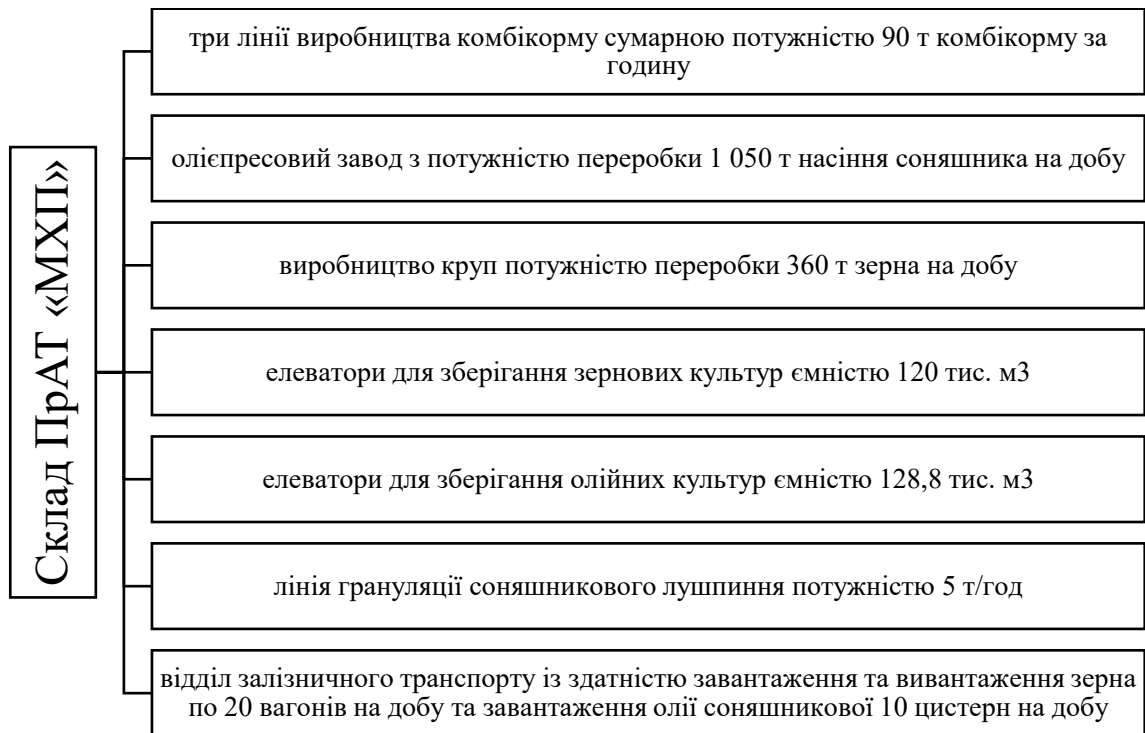 Склад ПрАТ «МХП»
три лінії виробництва комбікорму сумарною потужністю 90 т комбікорму за
годину
олієпресовий завод з потужністю переробки 1 050 т насіння соняшника на добу
виробництво круп потужністю переробки 360 т зерна на добу
елеватори для зберігання зернових культур ємністю 120 тис. м3
елеватори для зберігання олійних культур ємністю 128,8 тис. м3
лінія грануляції соняшникового лушпиння потужністю 5 т/год
відділ залізничного транспорту із здатністю завантаження та вивантаження зерна
по 20 вагонів на добу та завантаження олії соняшникової 10 цистерн на добу